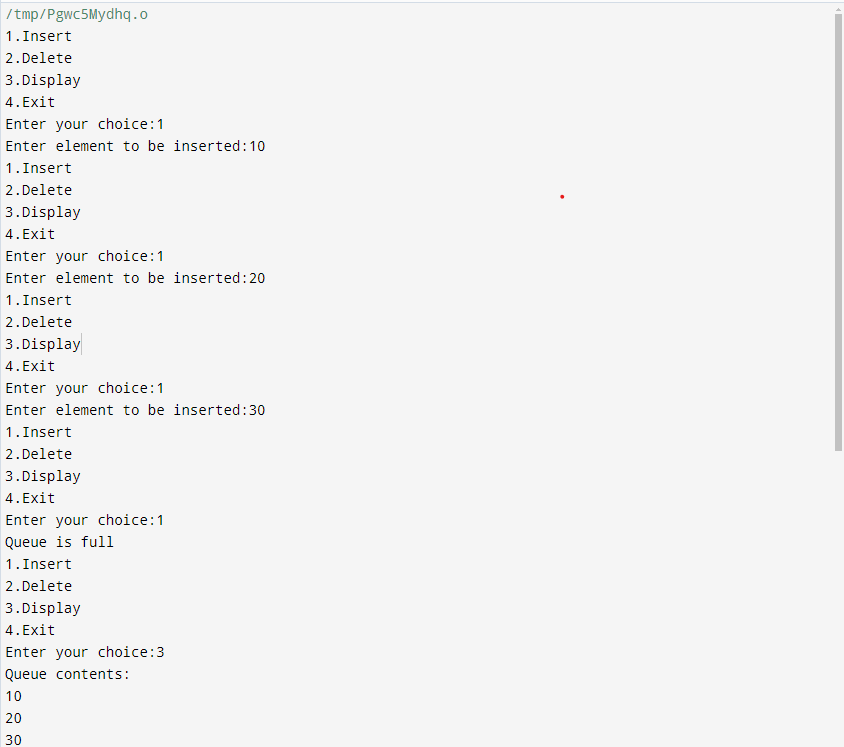 /tmp/Pgwc5Mydhq.o
1.Insert
2.Delete
3.Display
4.Exit
Enter your choice:1
Enter element to be inserted:10
1.Insert
2.Delete
3.Display
4.Exit
Enter your choice:1
Enter element to be inserted:20
1.Insert
2.Delete
3.Display
4.Exit
Enter your choice:1
Enter element to be inserted:30
1.Insert
2.Delete
3.Display
4.Exit
Enter your choice:1
Queue is full
1.Insert
2.Delete
3.Display
4.Exit
Enter your choice:3
Queue contents:
10
20
30